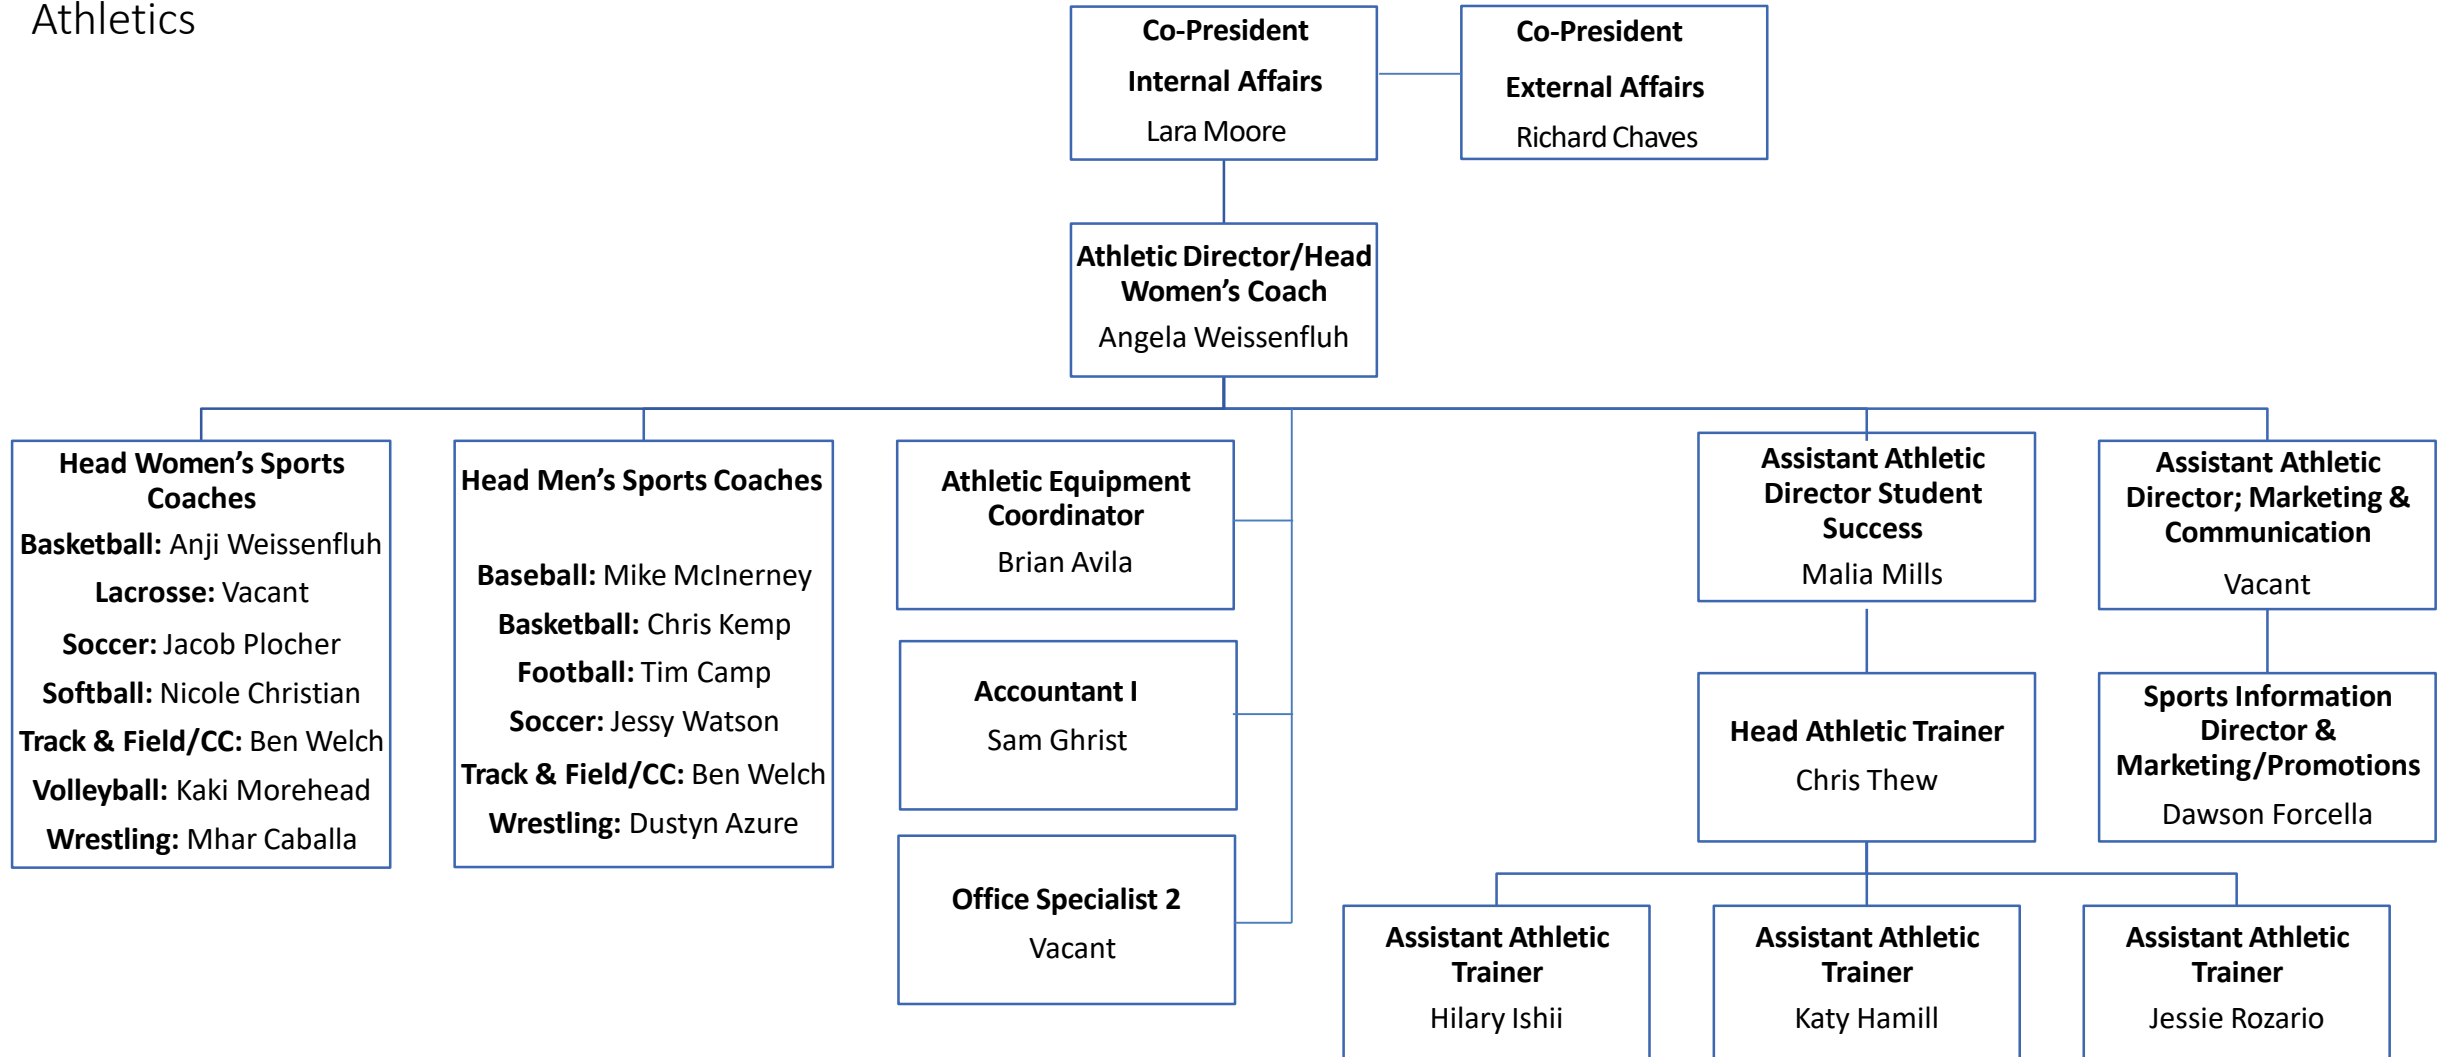 Athletics
Co-President
Internal Affairs
Lara Moore
Co-President
External Affairs
Richard Chaves
Athletic Director/Head
Women’s Coach
Angela Weissenfluh
Head Women’s Sports
Coaches
Basketball: Anji Weissenfluh
Lacrosse: Vacant
Soccer: Jacob Plocher
Softball: Nicole Christian
Track & Field/CC: Ben Welch
Volleyball: Kaki Morehead
Wrestling: Mhar Caballa
Head Men’s Sports Coaches
Baseball: Mike McInerney
Basketball: Chris Kemp
Football: Tim Camp
Soccer: Jessy Watson
Track & Field/CC: Ben Welch
Wrestling: Dustyn Azure
Athletic Equipment
Coordinator
Brian Avila
Accountant I
Sam Ghrist
Office Specialist 2
Vacant
Assistant Athletic
Director Student
Success
Malia Mills
Head Athletic Trainer
Chris Thew
Assistant Athletic
Director; Marketing &
Communication
Vacant
Sports Information
Director &
Marketing/Promotions
Dawson Forcella
Assistant Athletic
Trainer
Hilary Ishii
Assistant Athletic
Trainer
Katy Hamill
Assistant Athletic
Trainer
Jessie Rozario